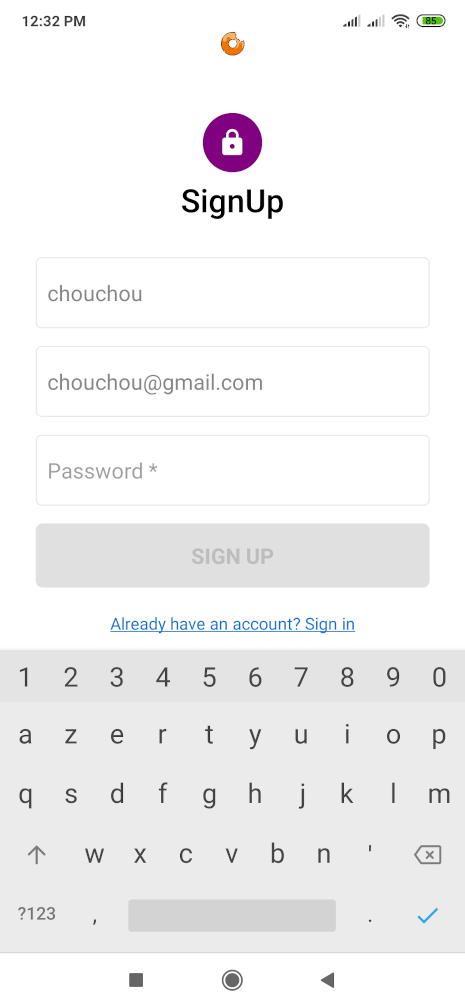 12:32 PM 85
SignUp
chouchou
chouchou@gmail.com
Password *
SIGN UP
Already have an account? Sign in
1 2 3 4 5 6 7 8 9 0
a z e r t y u i o p
q s d f g h j k l m
w x c v b n '
?123 , .